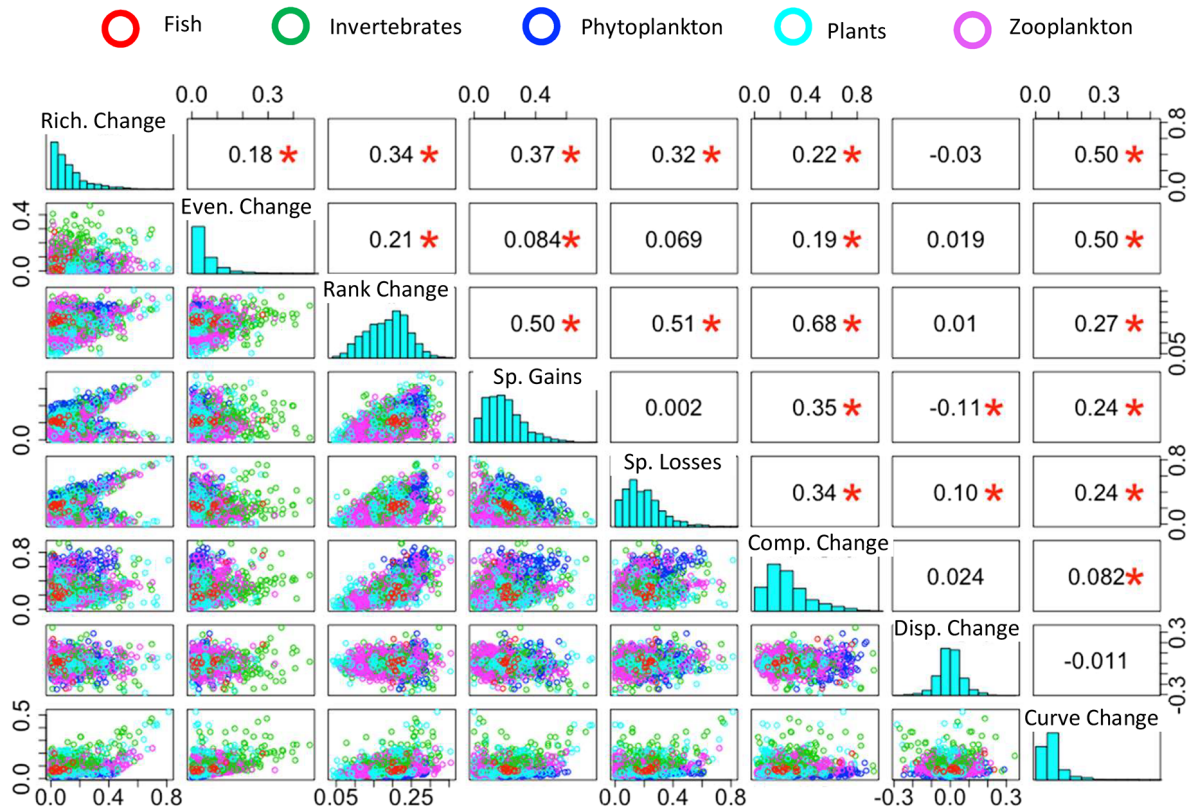 Fish Invertebrates Phytoplankton Plants Zooplankton
0.0 0.3 0.0 0.4 0.0 0.4 0.8 0.0 0.3
Rich. Change 0.18 * 0.34 * 0.37 * 0.32 * 0.22 * -0.03 0.50 * 0.0 0.8
0.0 0.4 Even. Change 0.21 * 0.084* 0.069 0.19 * 0.019 0.50 *
Rank Change 0.50 * 0.51 * 0.68 * 0.01 0.27 * 0.05
0.0 Sp. Gains 0.002 0.35 * -0.11 * 0.24 *
Sp. Losses 0.34 * 0.10 * 0.24 * 0.0 0.8
0.0 0.8 Comp. Change 0.024 0.082*
Disp. Change -0.011 -0.3 0.3
0.0 0.5 Curve Change
0.0 0.4 0.8 0.05 0.25 0.0 0.4 0.8 -0.3 0.0 0.3